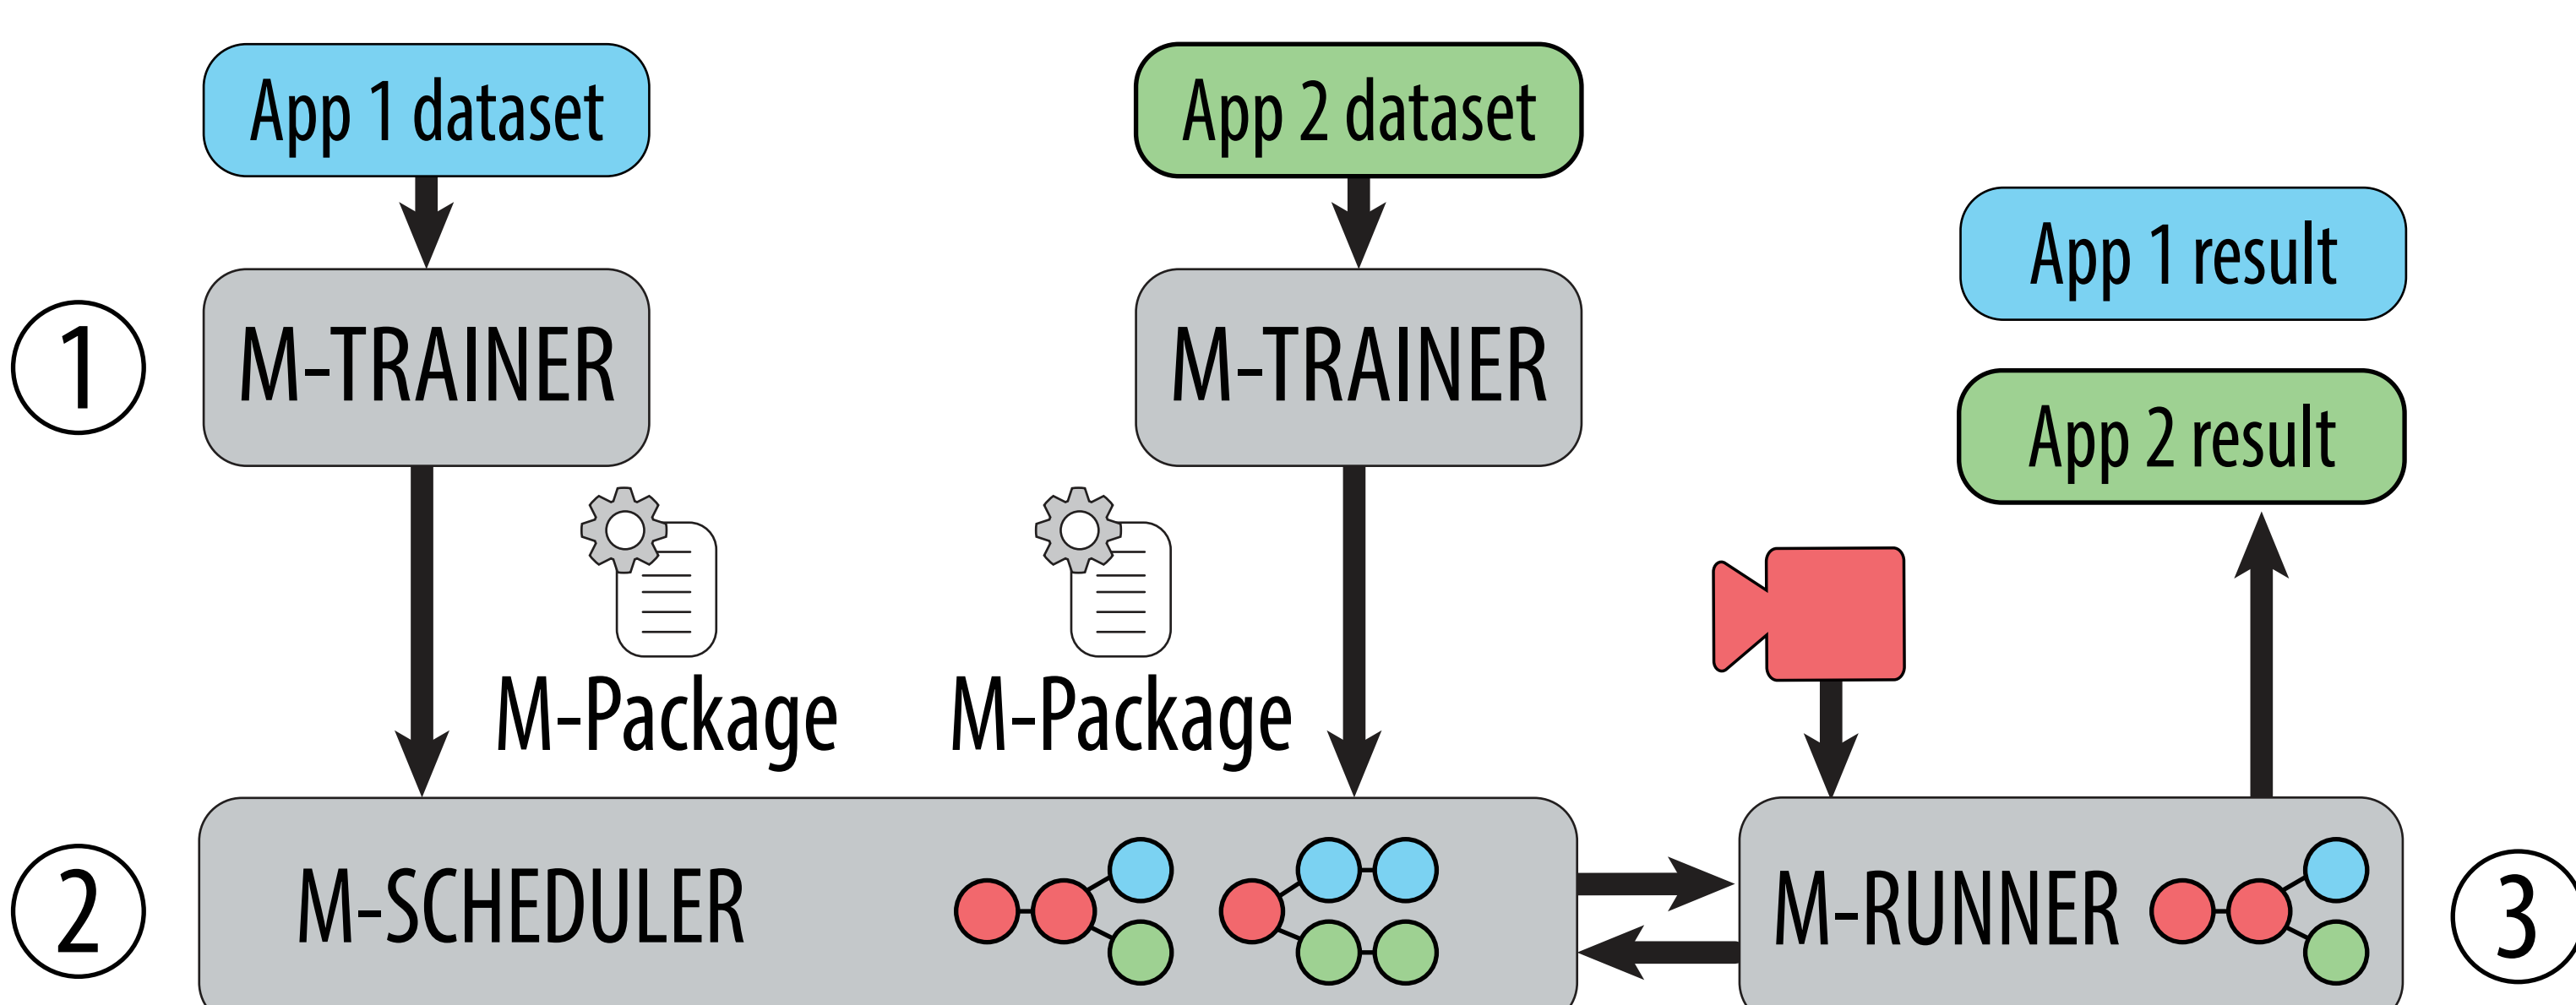 App 1 dataset
App 2 dataset
App 1 result
1
M-TRAINER
M-TRAINER
App 2 result
M-Package
M-Package
2
M-SCHEDULER
M-RUNNER
3